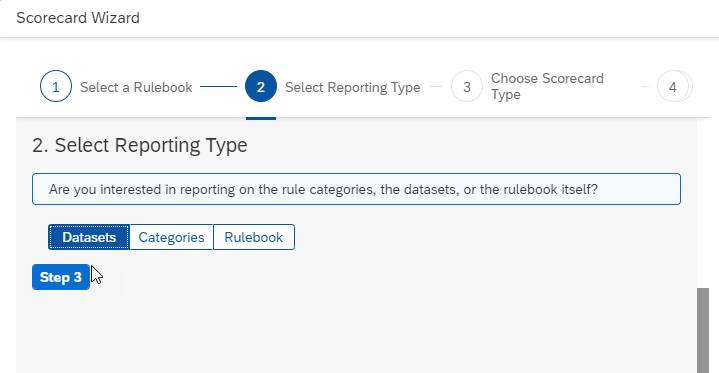 Scorecard Wizard
1 Select a Rulebook 2 Select Reporting Type 3 Choose Scorecard Type 4
2. Select Reporting Type
Are you interested in reporting on the rule categories, the datasets, or the rulebook itself?
Datasets Categories Rulebook
Step 3